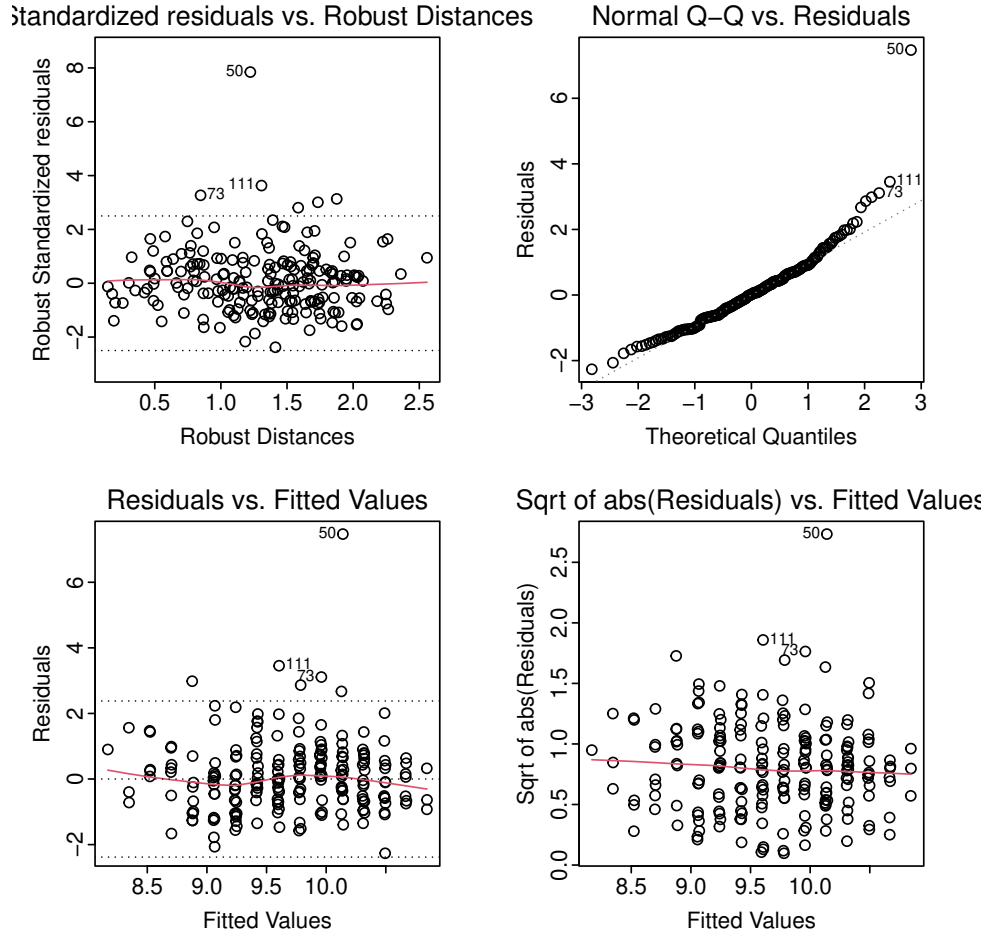 Standardized residuals vs. Robust Distances
Robust Standardized residuals
8
6
4
2
0
−2
50
111
73
0.5 1.0 1.5 2.0 2.5
Robust Distances
Normal Q−Q vs. Residuals
Residuals
6
4
2
0
−2
50
111
73
−3 −2 −1 0 1 2 3
Theoretical Quantiles
Residuals vs. Fitted Values
Residuals
6
4
2
0
−2
50
111
73
8.5 9.0 9.5 10.0
Fitted Values
Sqrt of abs(Residuals) vs. Fitted Values
Sqrt of abs(Residuals)
2.5
2.0
1.5
1.0
0.5
0.0
50
111
73
8.5 9.0 9.5 10.0
Fitted Values